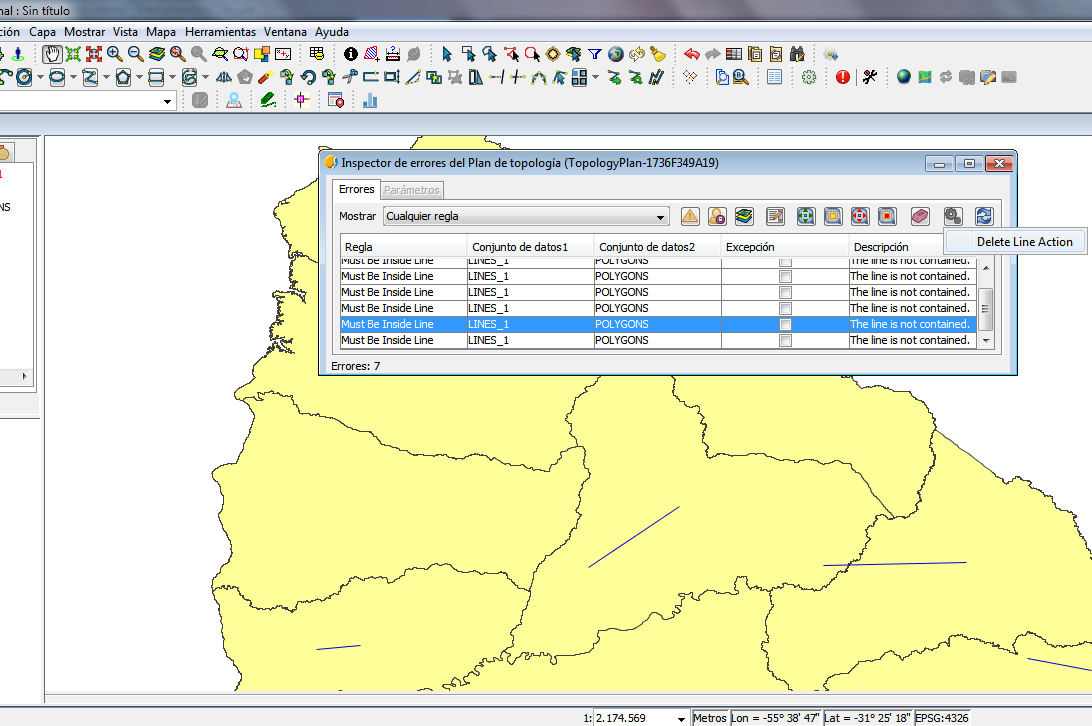 nal : Sin título
ción Capa Mostrar Vista Mapa Herramientas Ventana Ayuda
Inspector de errores del Plan de topología (TopologyPlan-1736F349A19)
Errores Parámetros
Mostrar Cualquier regla
Delete Line Action
Regla Conjunto de datos1 Conjunto de datos2 Excepción Descripción
Must Be Inside Line LINES_1 POLYGONS The line is not contained.
Must Be Inside Line LINES_1 POLYGONS The line is not contained.
Must Be Inside Line LINES_1 POLYGONS The line is not contained.
Must Be Inside Line LINES_1 POLYGONS The line is not contained.
Must Be Inside Line LINES_1 POLYGONS The line is not contained.
Must Be Inside Line LINES_1 POLYGONS The line is not contained.
Errores: 7
NS
1: 2.174.569 Metros Lon = -55° 38' 47" Lat = -31° 25' 18" EPSG:4326